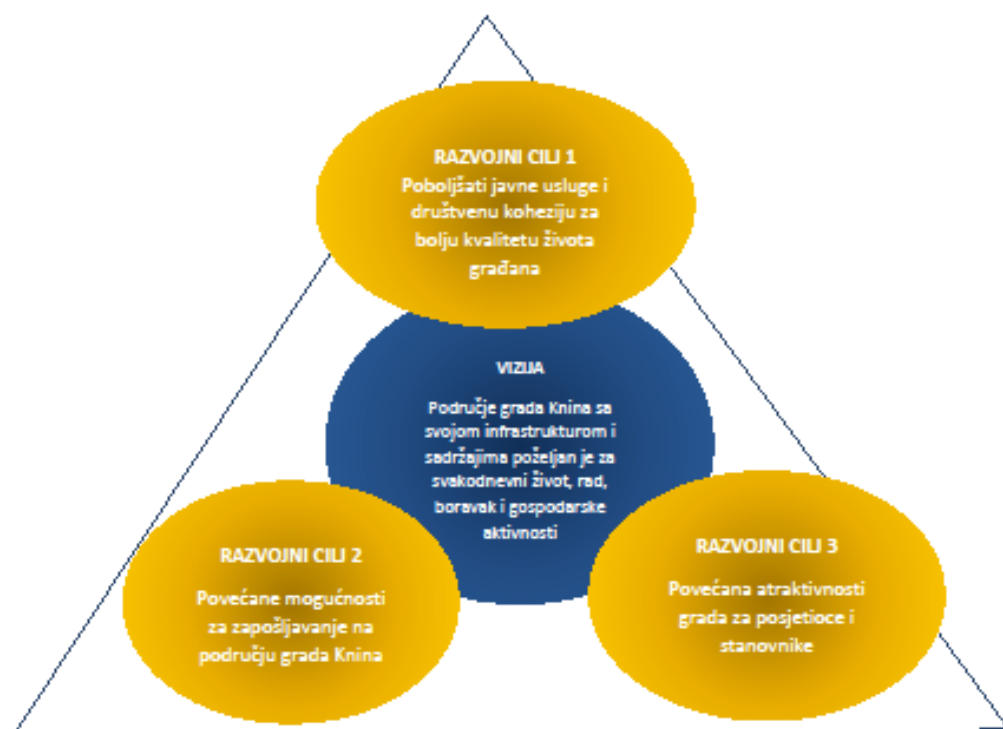 RAZVOJNI CILJ 1
Poboljšati javne usluge i
društvenu koheziju za
bolju kvalitetu života
građana
VIZIJA
Područje grada Knina sa
svojom infrastrukturom i
sadržajima poželjan je za
svakodnevni život, rad,
boravak i gospodarske
aktivnosti
RAZVOJNI CILJ 2
Povećane mogućnosti
za zapošljavanje na
području grada Knina
RAZVOJNI CILJ 3
Povećana atraktivnosti
grada za posjetioce i
stanovnike